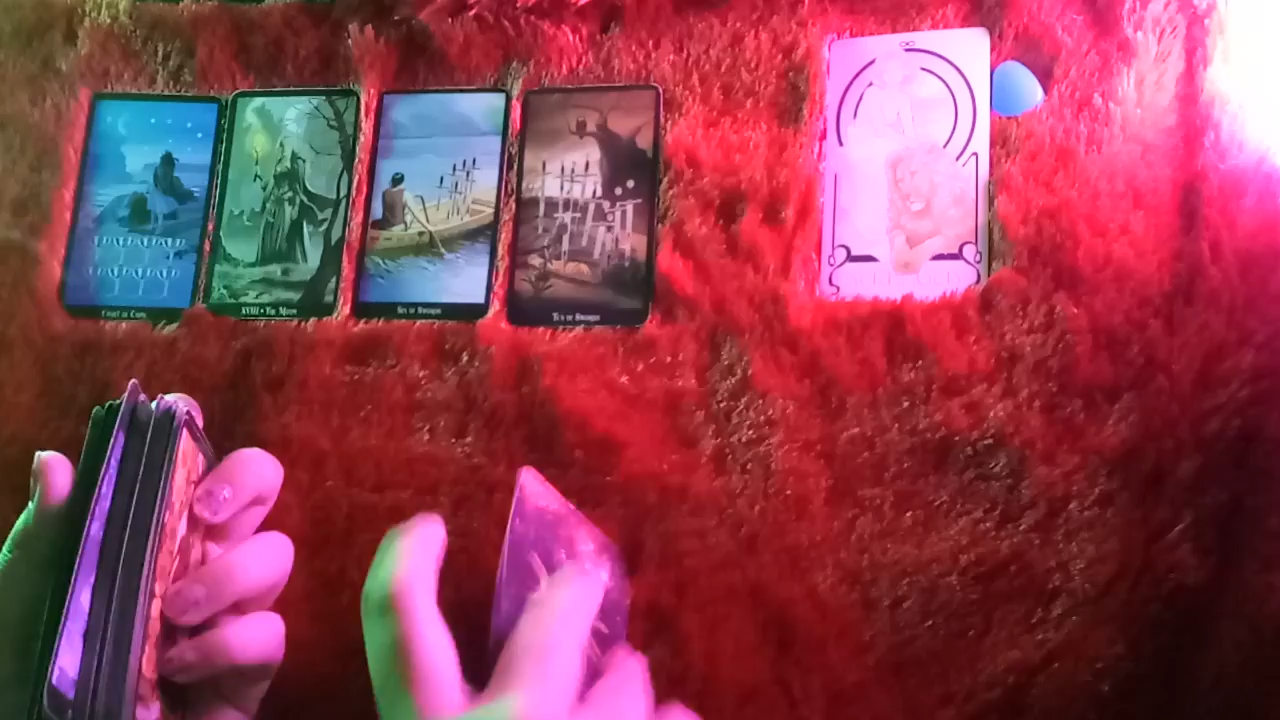 Eight of Cups
XVIII • The Moon
Six of Swords
Ten of Swords